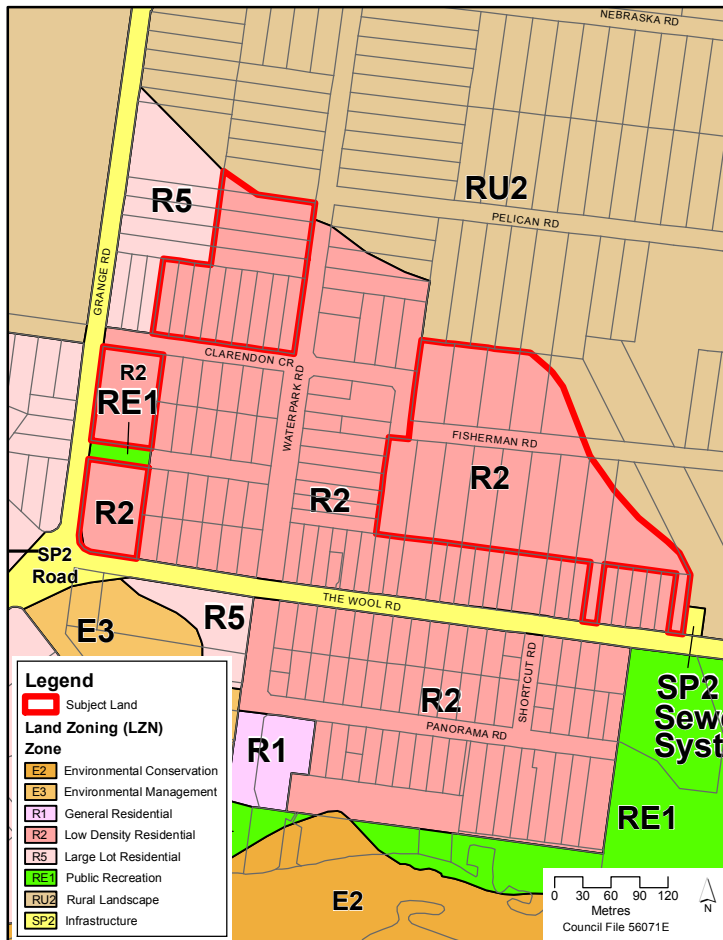 NEBRASKA RD
RU2
R5
PELICAN RD
GRANGE RD
CLARENDON CR
R2
RE1
WATERPARK RD
FISHERMAN RD
R2
R2
R2
SP2
Road
THE WOOL RD
R5
E3
SHORTCUT RD
SP2
Sew
Syst
R2
PANORAMA RD
R1
RE1
E2
Legend
Subject Land
Land Zoning (LZN)
Zone
E2 Environmental Conservation
E3 Environmental Management
R1 General Residential
R2 Low Density Residential
R5 Large Lot Residential
RE1 Public Recreation
RU2 Rural Landscape
SP2 Infrastructure
0 30 60 90 120
Metres
N
Council File 56071E